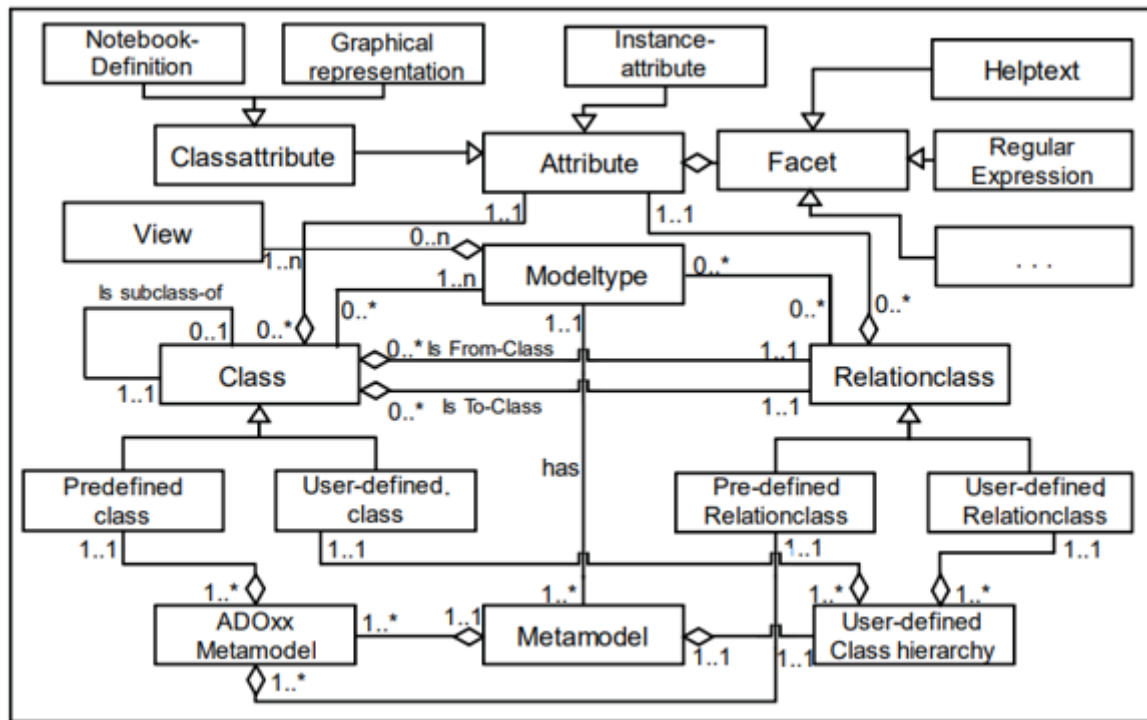 Notebook-
Definition
Graphical
representation
Instance-
attribute
Helptext
Classattribute
Attribute
Facet
Regular
Expression
1..1
1..1
View
0..n
1..n
Modeltype
. . .
Is subclass-of
0..*
1..n
0..*
0..1
0..*
1..1
0..*
0..*
Class
0..*
Is From-Class
1..1
Relationclass
1..1
0..*
Is To-Class
1..1
has
Predefined
class
User-defined.
class
Pre-defined
Relationclass
User-defined
Relationclass
1..1
1..1
1..1
1..1
1..*
1..*
1..*
1..*
ADOxx
Metamodel
1..*
1..1
Metamodel
1..1
1..1
User-defined
Class hierarchy
1..*